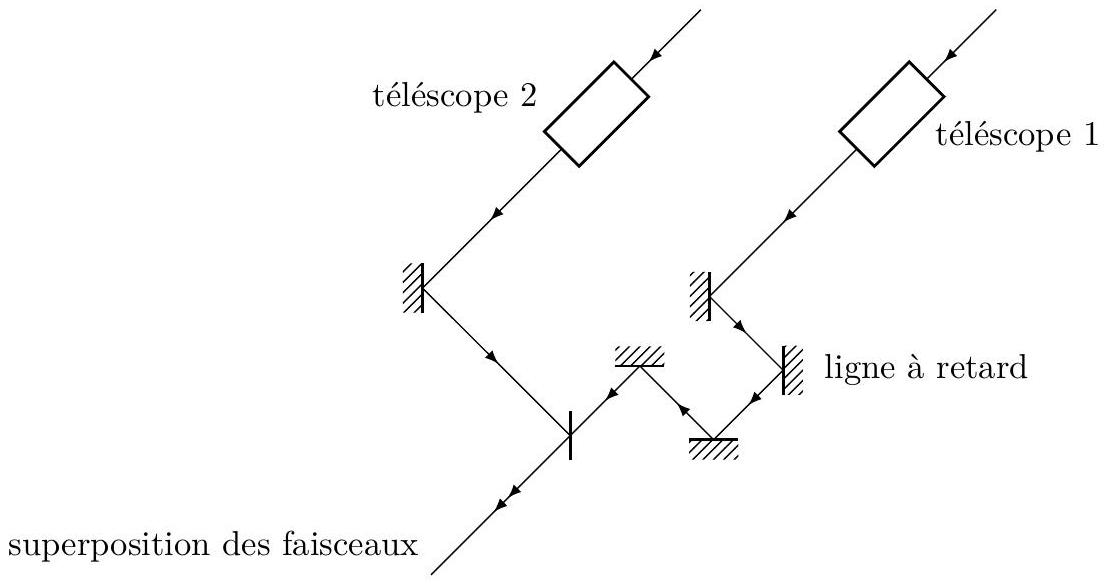 téléscope 2
téléscope 1
ligne à retard
superposition des faisceaux